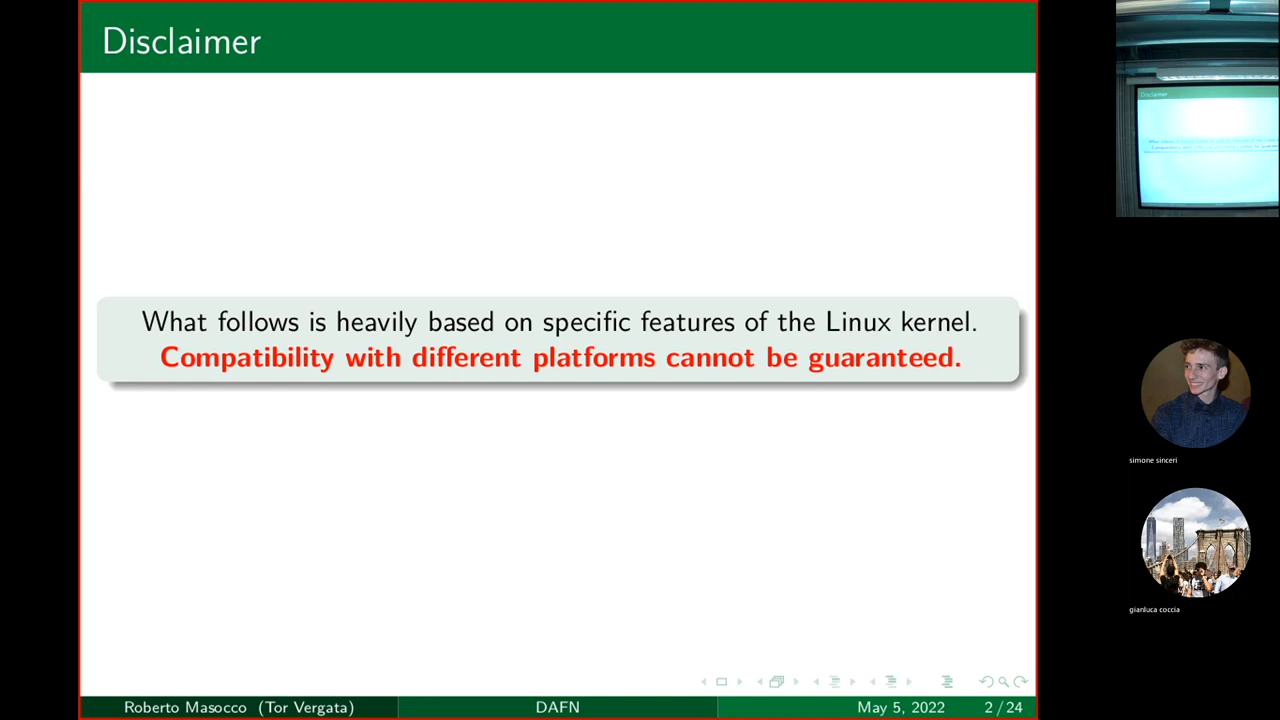 Disclaimer
What follows is heavily based on specific features of the Linux kernel.
Compatibility with different platforms cannot be guaranteed.
Roberto Masocco (Tor Vergata)
DAFN
May 5, 2022
2 / 24
Disclaimer
simone sinceri
gianluca coccia